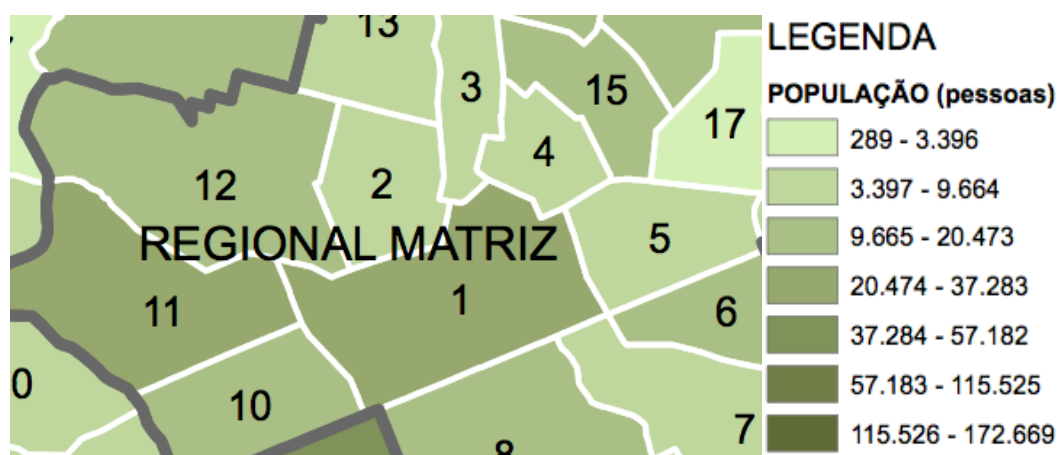 13
3
15
17
4
12
2
REGIONAL MATRIZ
5
1
11
6
10
7
8
0
LEGENDA
POPULAÇÃO (pessoas)
289 - 3.396
3.397 - 9.664
9.665 - 20.473
20.474 - 37.283
37.284 - 57.182
57.183 - 115.525
115.526 - 172.669